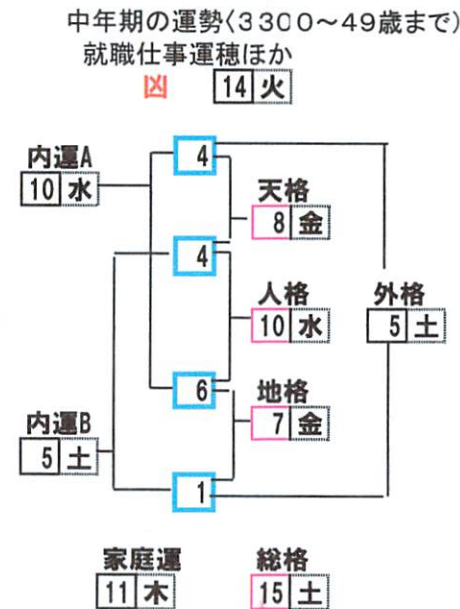 中年期の運勢〈3300〜49歳まで〉
就職仕事運穂ほか
凶 14 火
4
内運A
10 水
天格
8 金
4
人格
10 水
外格
5 土
6
地格
7 金
内運B
5 土
1
家庭運
11 木
総格
15 土